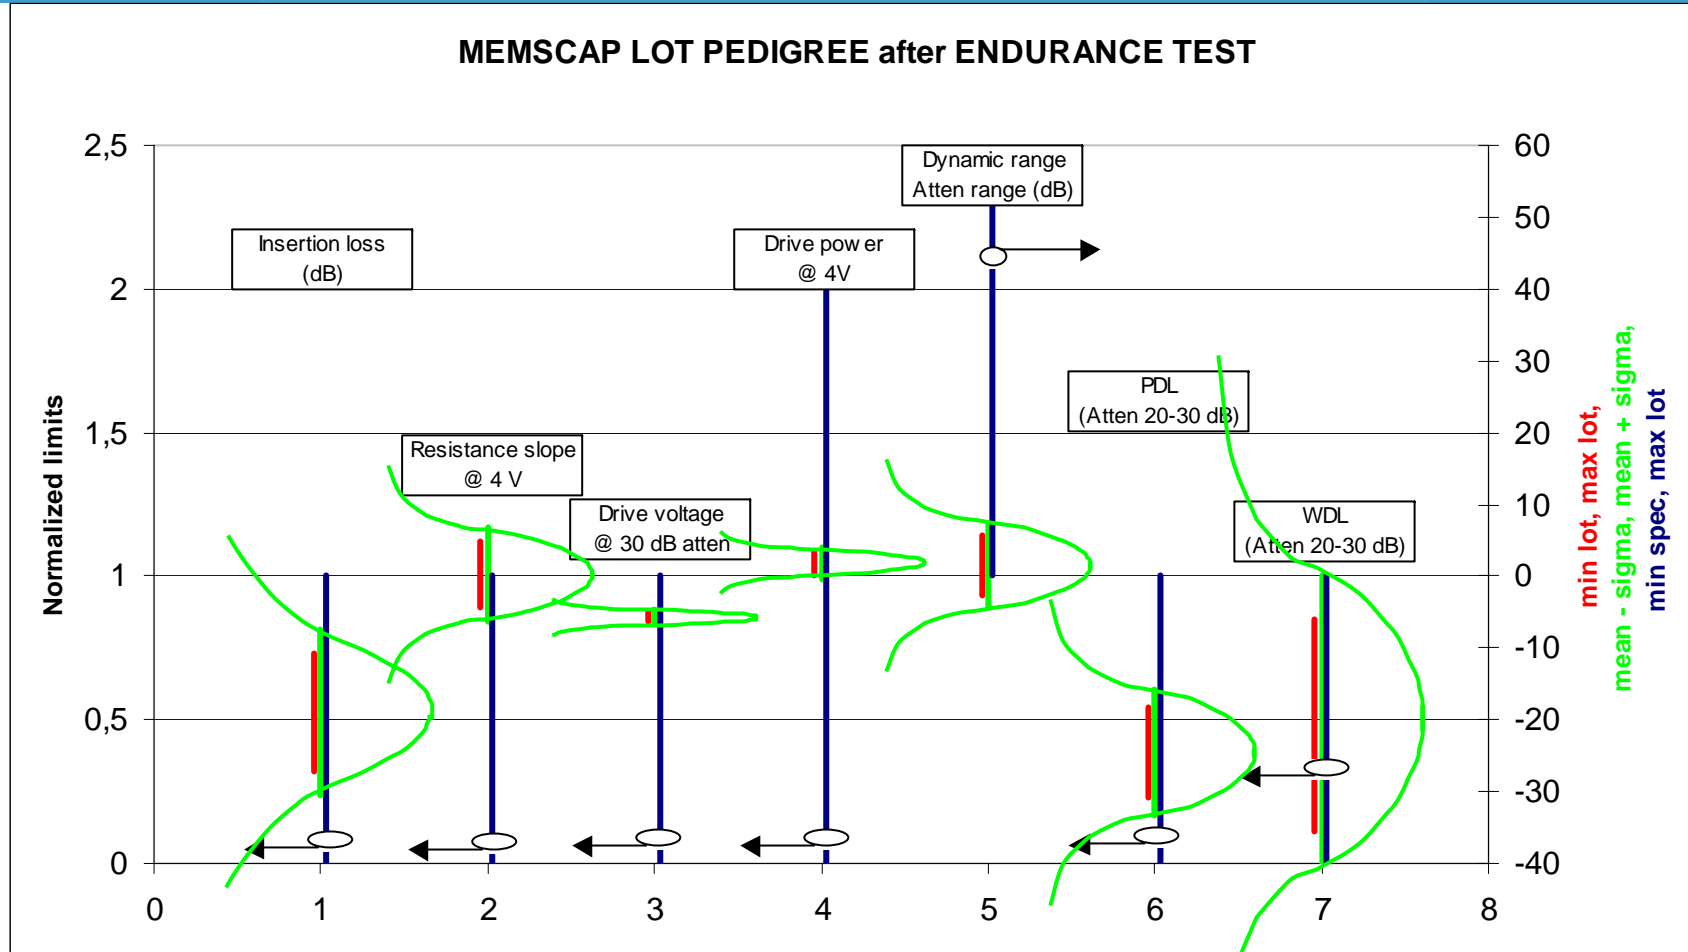 MEMSCAP LOT PEDIGREE after ENDURANCE TEST
2,5
2
1,5
1
0,5
0
Normalized limits
Insertion loss
(dB)
Resistance slope
@ 4 V
Drive voltage
@ 30 dB atten
Drive power
@ 4V
Dynamic range
Atten range (dB)
PDL
(Atten 20-30 dB)
WDL
(Atten 20-30 dB)
60
50
40
30
20
10
0
-10
-20
-30
-40
min lot, max lot,
mean - sigma, mean + sigma,
min spec, max lot
0 1 2 3 4 5 6 7 8